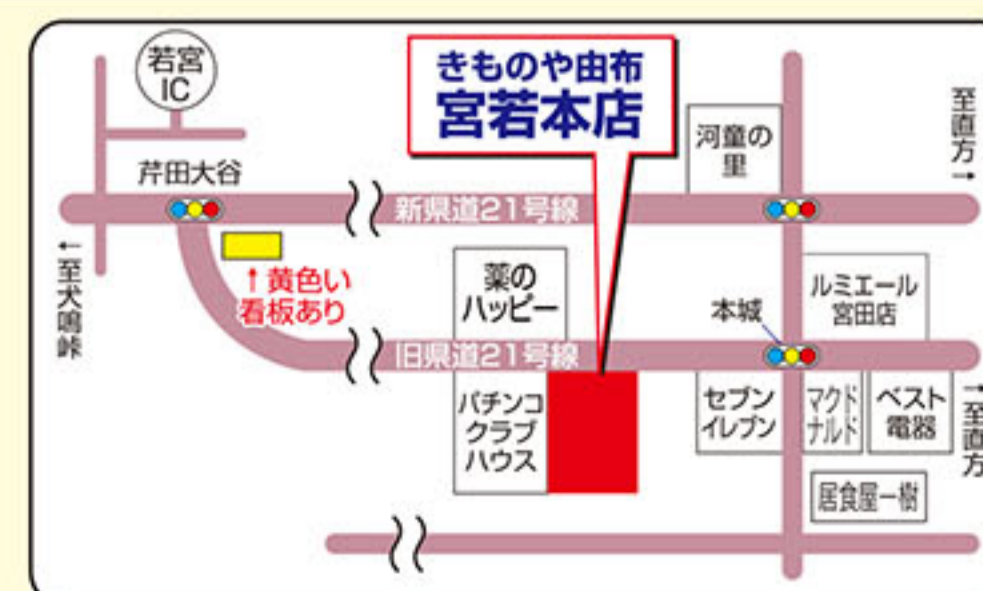 若宮
IC
きものや由布
宮若本店
河童の
里
至直方→
芹田大谷
新県道21号線
←至犬鳴峠
↑黄色い
看板あり
薬の
ハッピー
本城
ルミエール
宮田店
旧県道21号線
パチンコ
クラブ
ハウス
セブン
イレブン
マクド
ナルド
ベスト
電器
→至直方
居食屋一樹